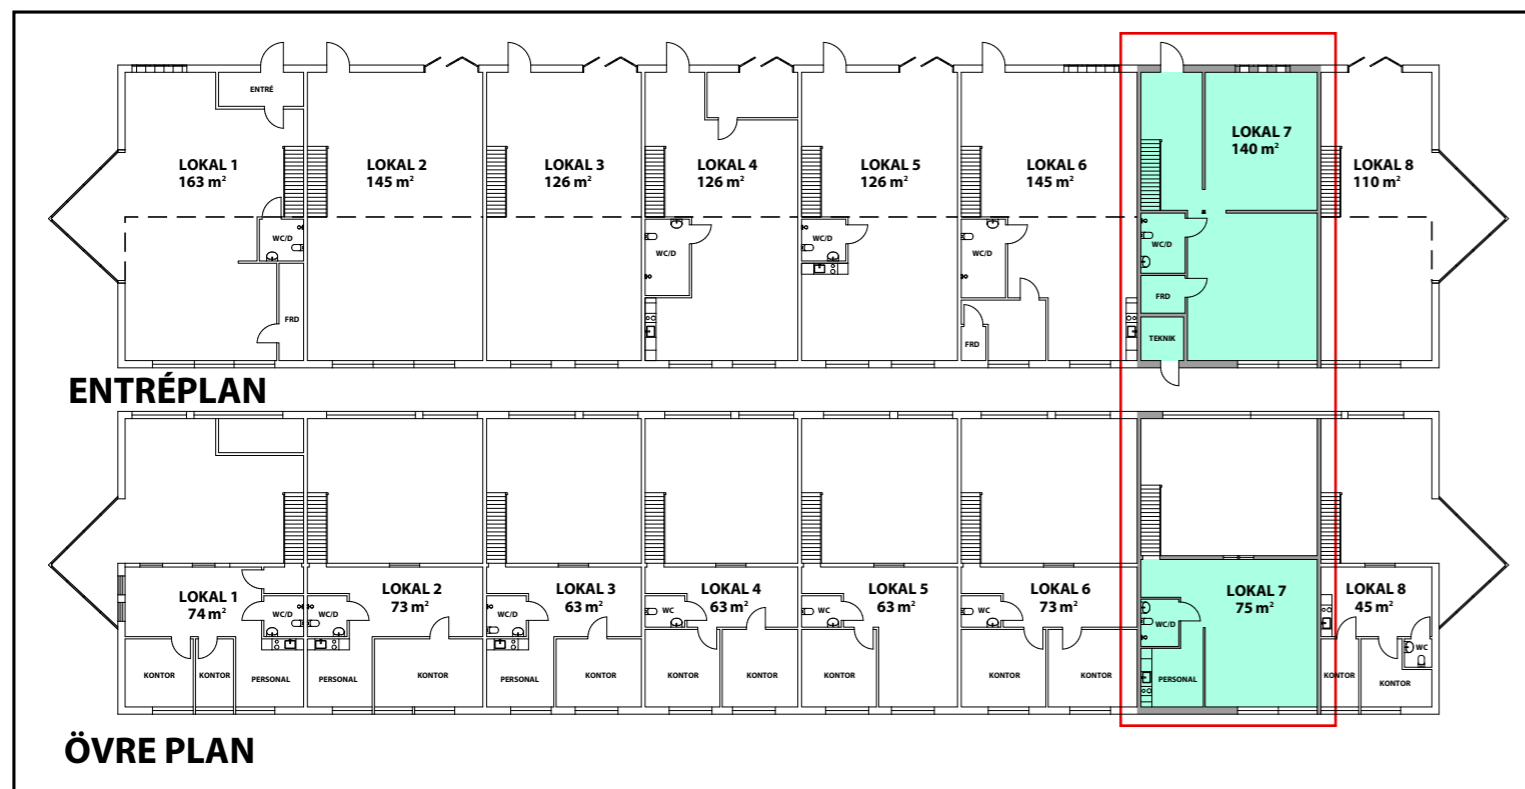 ENTRÉ
LOKAL 1
163 m²
LOKAL 2
145 m²
LOKAL 3
126 m²
LOKAL 4
126 m²
LOKAL 5
126 m²
LOKAL 6
145 m²
LOKAL 7
140 m²
LOKAL 8
110 m²
WC/D
WC/D
WC/D
WC/D
WC/D
FRD
FRD
FRD
TEKNIK
ENTRÉPLAN
LOKAL 1
74 m²
LOKAL 2
73 m²
LOKAL 3
63 m²
LOKAL 4
63 m²
LOKAL 5
63 m²
LOKAL 6
73 m²
LOKAL 7
75 m²
LOKAL 8
45 m²
WC/D
WC/D
WC/D
WC
WC
WC
WC/D
WC
KONTOR
KONTOR
PERSONAL
PERSONAL
KONTOR
PERSONAL
KONTOR
KONTOR
KONTOR
KONTOR
KONTOR
KONTOR
PERSONAL
KONTOR
KONTOR
ÖVRE PLAN